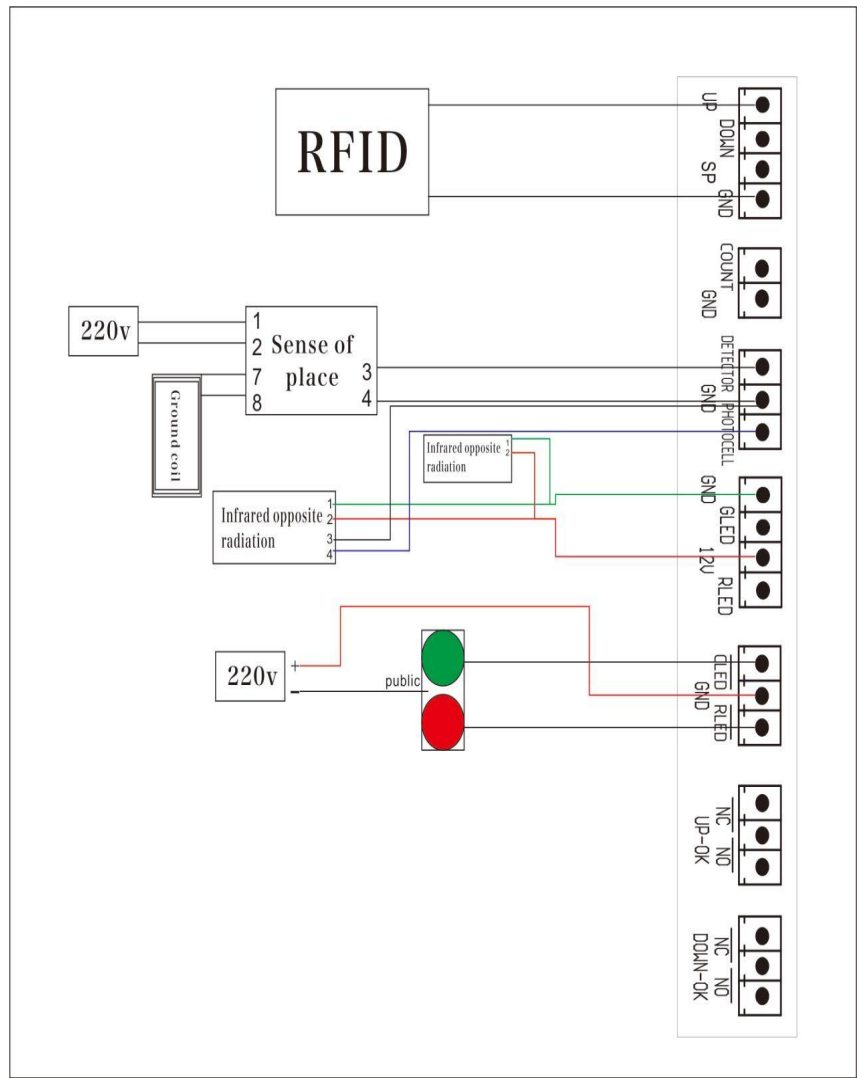 RFID
UP
DOWN
SP
GND
COUNT
GND
220v
1
2
7
8
Sense of
place
3
4
Ground coil
DETECTOR
GND
PHOTOCELL
Infrared opposite
radiation
1
2
Infrared opposite
radiation
1
2
3
4
GND
GLED
12V
RLED
220v
+
-
public
CLED
GND
RLED
NC
UP-OK
NO
NC
DOWN-OK
NO